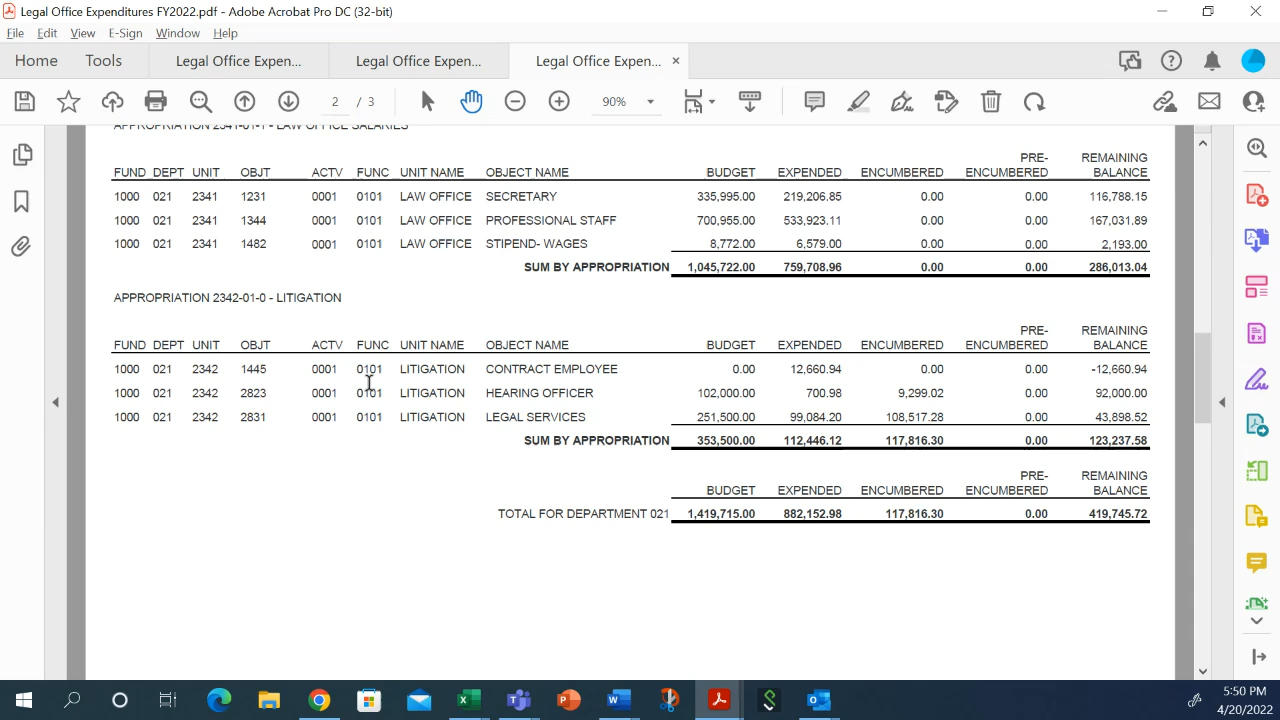 Legal Office Expenditures FY2022.pdf - Adobe Acrobat Pro DC (32-bit)
File Edit View E-Sign Window Help
Home Tools Legal Office Expen... Legal Office Expen... Legal Office Expen... ×
2 / 3 90%
APPROPRIATION 2341-01-1 - LAW OFFICE SALARIES
PRE- REMAINING
FUND DEPT UNIT OBJT ACTV FUNC UNIT NAME OBJECT NAME BUDGET EXPENDED ENCUMBERED ENCUMBERED BALANCE
1000 021 2341 1231 0001 0101 LAW OFFICE SECRETARY 335,995.00 219,206.85 0.00 0.00 116,788.15
1000 021 2341 1344 0001 0101 LAW OFFICE PROFESSIONAL STAFF 700,955.00 533,923.11 0.00 0.00 167,031.89
1000 021 2341 1482 0001 0101 LAW OFFICE STIPEND- WAGES 8,772.00 6,579.00 0.00 0.00 2,193.00
SUM BY APPROPRIATION 1,045,722.00 759,708.96 0.00 0.00 286,013.04
APPROPRIATION 2342-01-0 - LITIGATION
PRE- REMAINING
FUND DEPT UNIT OBJT ACTV FUNC UNIT NAME OBJECT NAME BUDGET EXPENDED ENCUMBERED ENCUMBERED BALANCE
1000 021 2342 1445 0001 0101 LITIGATION CONTRACT EMPLOYEE 0.00 12,660.94 0.00 0.00 -12,660.94
1000 021 2342 2823 0001 0101 LITIGATION HEARING OFFICER 102,000.00 700.98 9,299.02 0.00 92,000.00
1000 021 2342 2831 0001 0101 LITIGATION LEGAL SERVICES 251,500.00 99,084.20 108,517.28 0.00 43,898.52
SUM BY APPROPRIATION 353,500.00 112,446.12 117,816.30 0.00 123,237.58
PRE- REMAINING
BUDGET EXPENDED ENCUMBERED ENCUMBERED BALANCE
TOTAL FOR DEPARTMENT 021 1,419,715.00 882,152.98 117,816.30 0.00 419,745.72
5:50 PM
4/20/2022